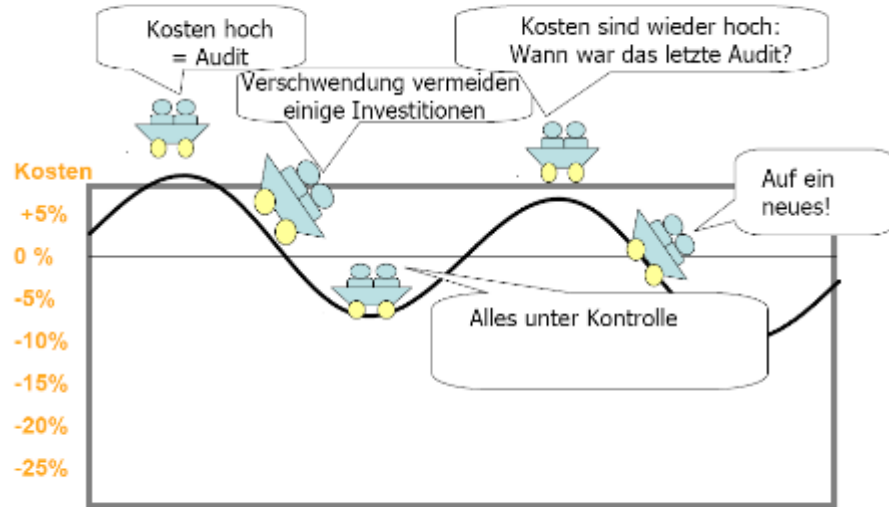 Kosten hoch
= Audit
Verschwendung vermeiden
einige Investitionen
Kosten sind wieder hoch:
Wann war das letzte Audit?
Auf ein
neues!
Alles unter Kontrolle
Kosten
+5%
0 %
-5%
-10%
-15%
-20%
-25%